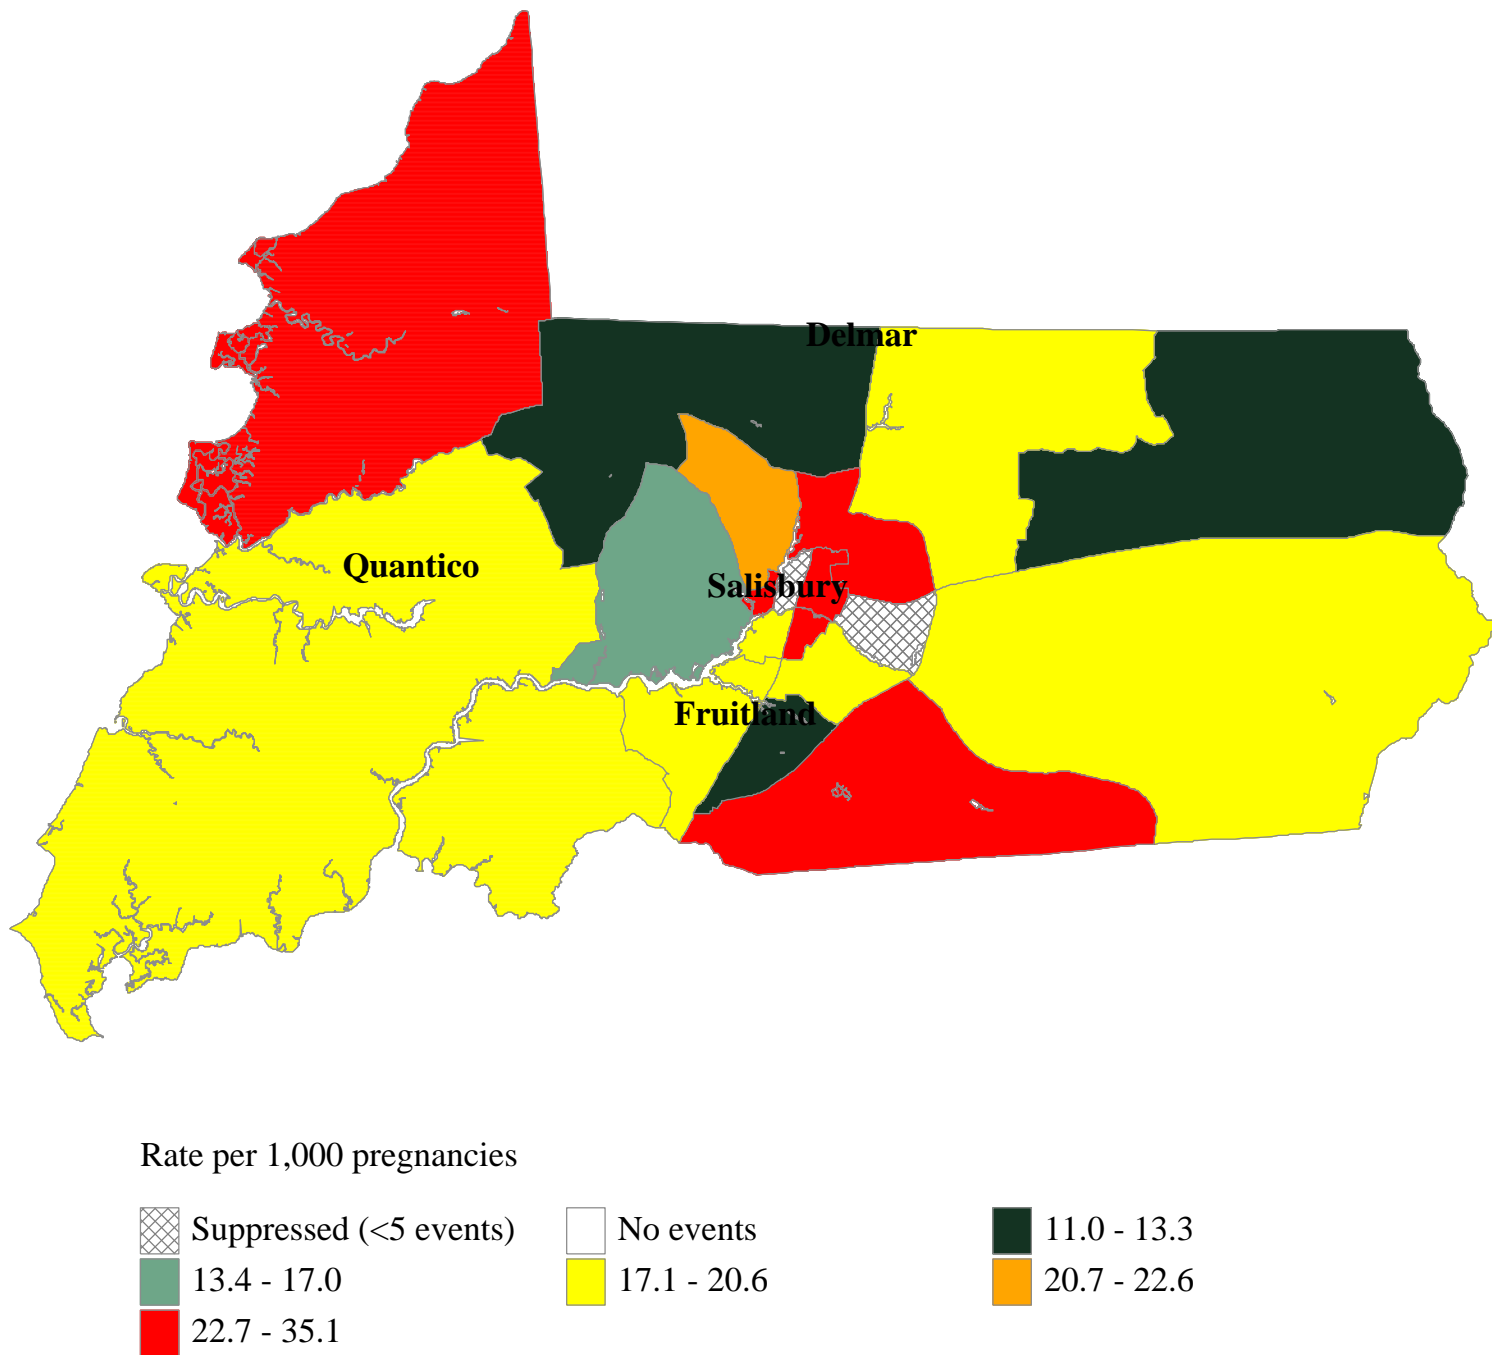 Delmar
Quantico
Salisbury
Fruitland
Rate per 1,000 pregnancies
Suppressed (<5 events) No events 11.0 - 13.3
13.4 - 17.0 17.1 - 20.6 20.7 - 22.6
22.7 - 35.1